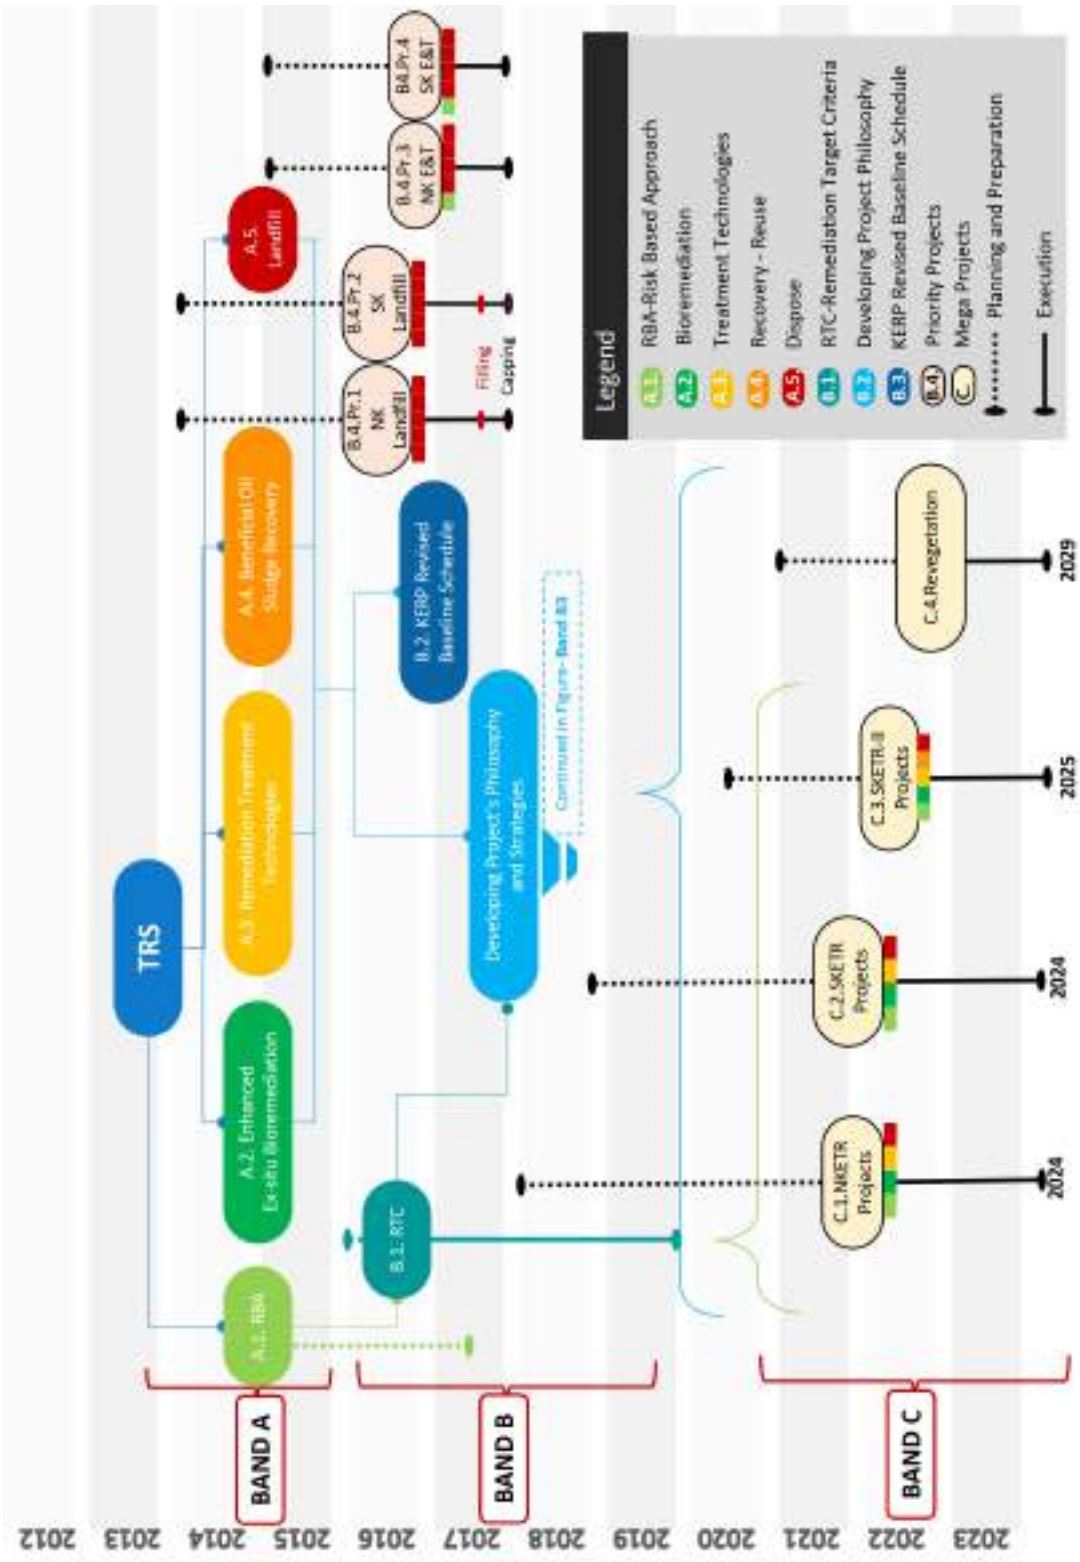 2012
2013
2014
2015
2016
2017
2018
2019
2020
2021
2022
2023
BAND A
BAND B
BAND C
TRS
A.1. RBA
A.2. Enhanced
Ex-situ Bioremediation
A.3. Remediation Treatment
Technologies
A.4. Beneficial Oil
Sludge Recovery
A.5.
Landfill
B.1. RTC
Developing Project's Philosophy
and Strategies
Continued in Figure- Band B3
B.2. KERP Revised
Baseline Schedule
B.4.Pr.1
NK
Landfill
B.4.Pr.2
SK
Landfill
Filling
Capping
B.4.Pr.3
NK E&T
B4.Pr.4
SK E&T
C.1.NKETR
Projects
2024
C.2.SKETR
Projects
2024
C.3.SKETR-II
Projects
2025
C.4.Revegetation
2029
Legend
A.1. RBA-Risk Based Approach
A.2. Bioremediation
A.3. Treatment Technologies
A.4. Recovery - Reuse
A.5. Dispose
B.1. RTC-Remediation Target Criteria
B.2. Developing Project Philosophy
B.3. KERP Revised Baseline Schedule
B.4. Priority Projects
C. Mega Projects
Planning and Preparation
Execution